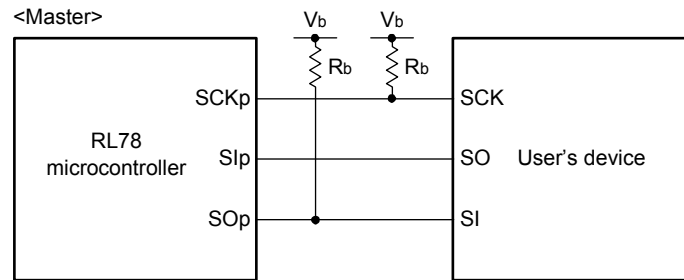 <Master>
Vb Vb
Rb Rb
SCKp SCK
RL78
microcontroller
SIp SO
User's device
SOp SI